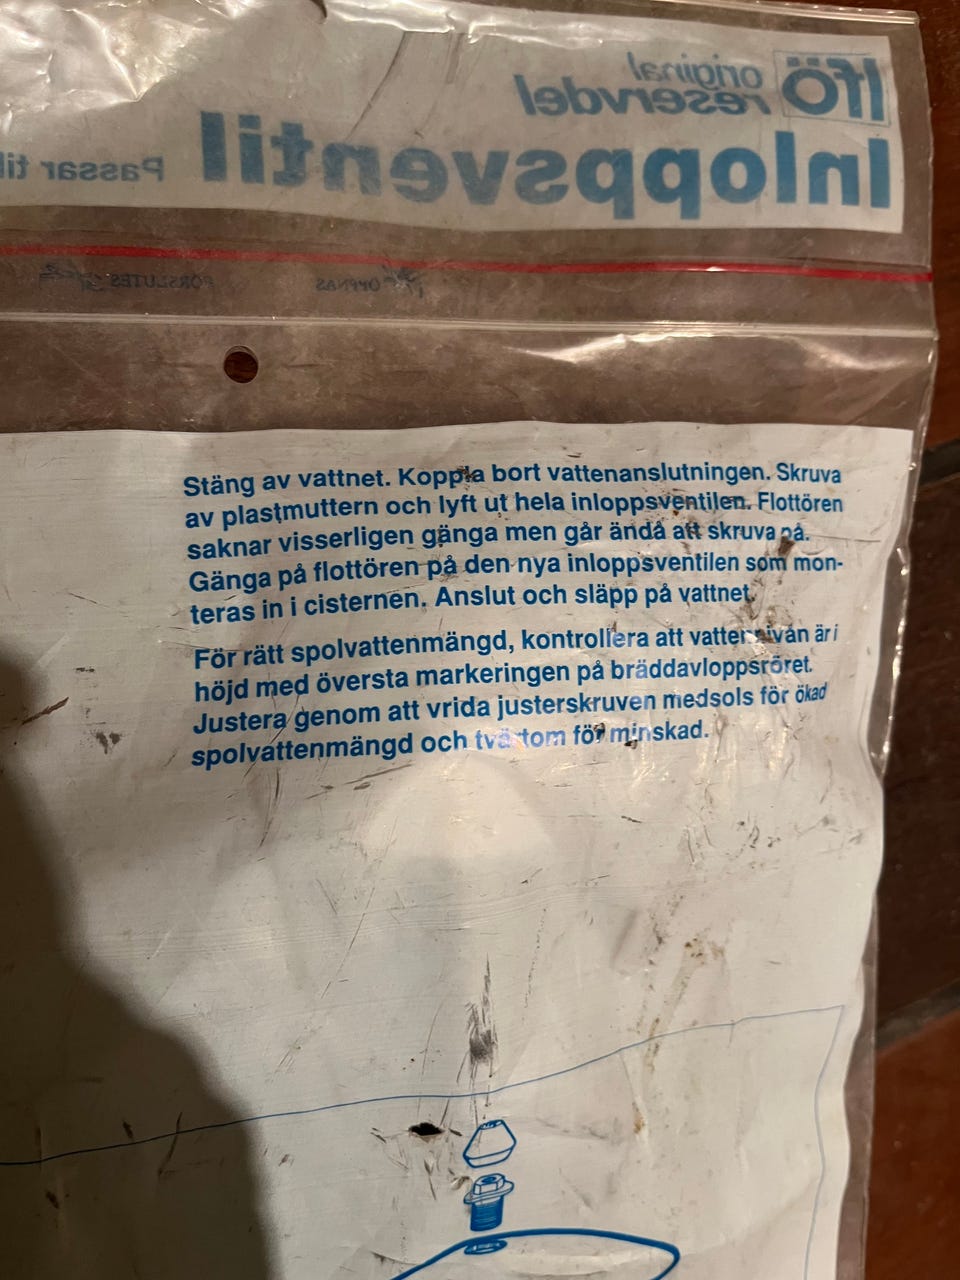 Ifö original
reservdel
Inloppsventil Passar til
ÖPPNAS FÖRSLUTES
Stäng av vattnet. Koppla bort vattenanslutningen. Skruva
av plastmuttern och lyft ut hela inloppsventilen. Flottören
saknar visserligen gänga men går ändå att skruva på.
Gänga på flottören på den nya inloppsventilen som mon-
teras in i cisternen. Anslut och släpp på vattnet.
För rätt spolvattenmängd, kontrollera att vattennivån är i
höjd med översta markeringen på bräddavloppsröret.
Justera genom att vrida justerskruven medsols för ökad
spolvattenmängd och tvärtom för minskad.